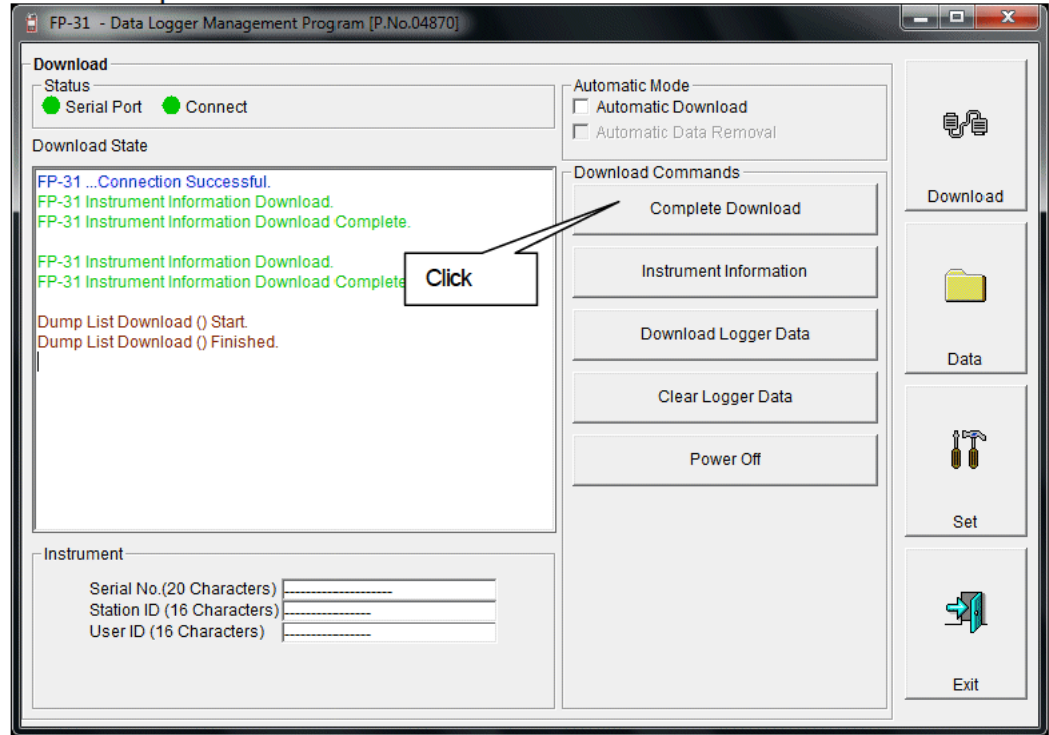 FP-31 - Data Logger Management Program [P.No.04870]
Download
Status
Serial Port Connect
Download State
FP-31 ...Connection Successful.
FP-31 Instrument Information Download.
FP-31 Instrument Information Download Complete.
FP-31 Instrument Information Download.
FP-31 Instrument Information Download Complete
Dump List Download () Start.
Dump List Download () Finished.
Click
Instrument
Serial No.(20 Characters) --------------------
Station ID (16 Characters) ----------------
User ID (16 Characters) ----------------
Automatic Mode
Automatic Download
Automatic Data Removal
Download Commands
Complete Download
Instrument Information
Download Logger Data
Clear Logger Data
Power Off
Download
Data
Set
Exit